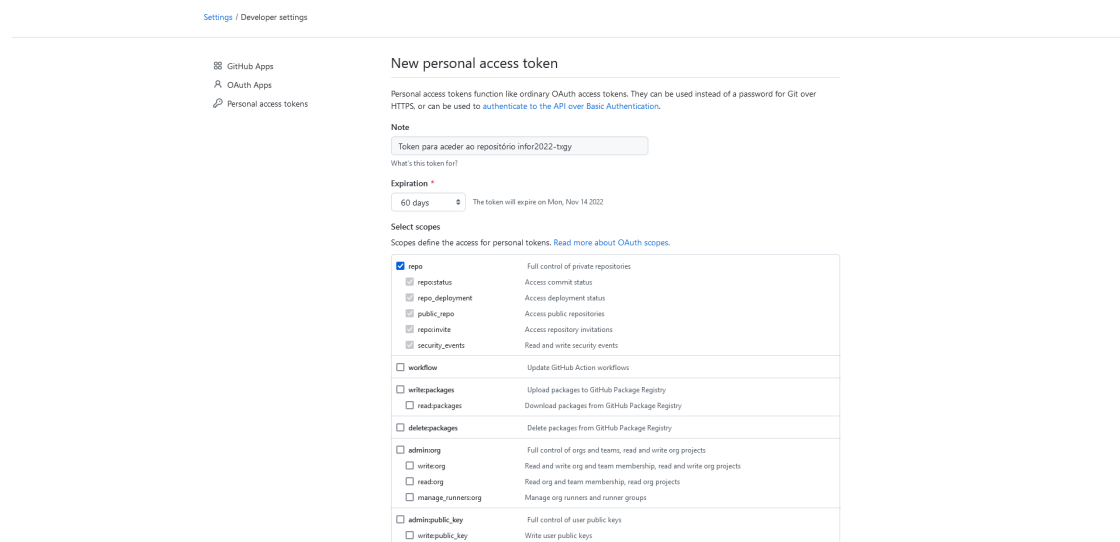 Settings / Developer settings
GitHub Apps
OAuth Apps
Personal access tokens
New personal access token
Personal access tokens function like ordinary OAuth access tokens. They can be used instead of a password for Git over
HTTPS, or can be used to authenticate to the API over Basic Authentication.
Note
Token para aceder ao repositório infor2022-txgy
What's this token for?
Expiration *
60 days The token will expire on Mon, Nov 14 2022
Select scopes
Scopes define the access for personal tokens. Read more about OAuth scopes.
repo Full control of private repositories
repo:status Access commit status
repo_deployment Access deployment status
public_repo Access public repositories
repo:invite Access repository invitations
security_events Read and write security events
workflow Update GitHub Action workflows
write:packages Upload packages to GitHub Package Registry
read:packages Download packages from GitHub Package Registry
delete:packages Delete packages from GitHub Package Registry
admin:org Full control of orgs and teams, read and write org projects
write:org Read and write org and team membership, read and write org projects
read:org Read org and team membership, read org projects
manage_runners:org Manage org runners and runner groups
admin:public_key Full control of user public keys
write:public_key Write user public keys